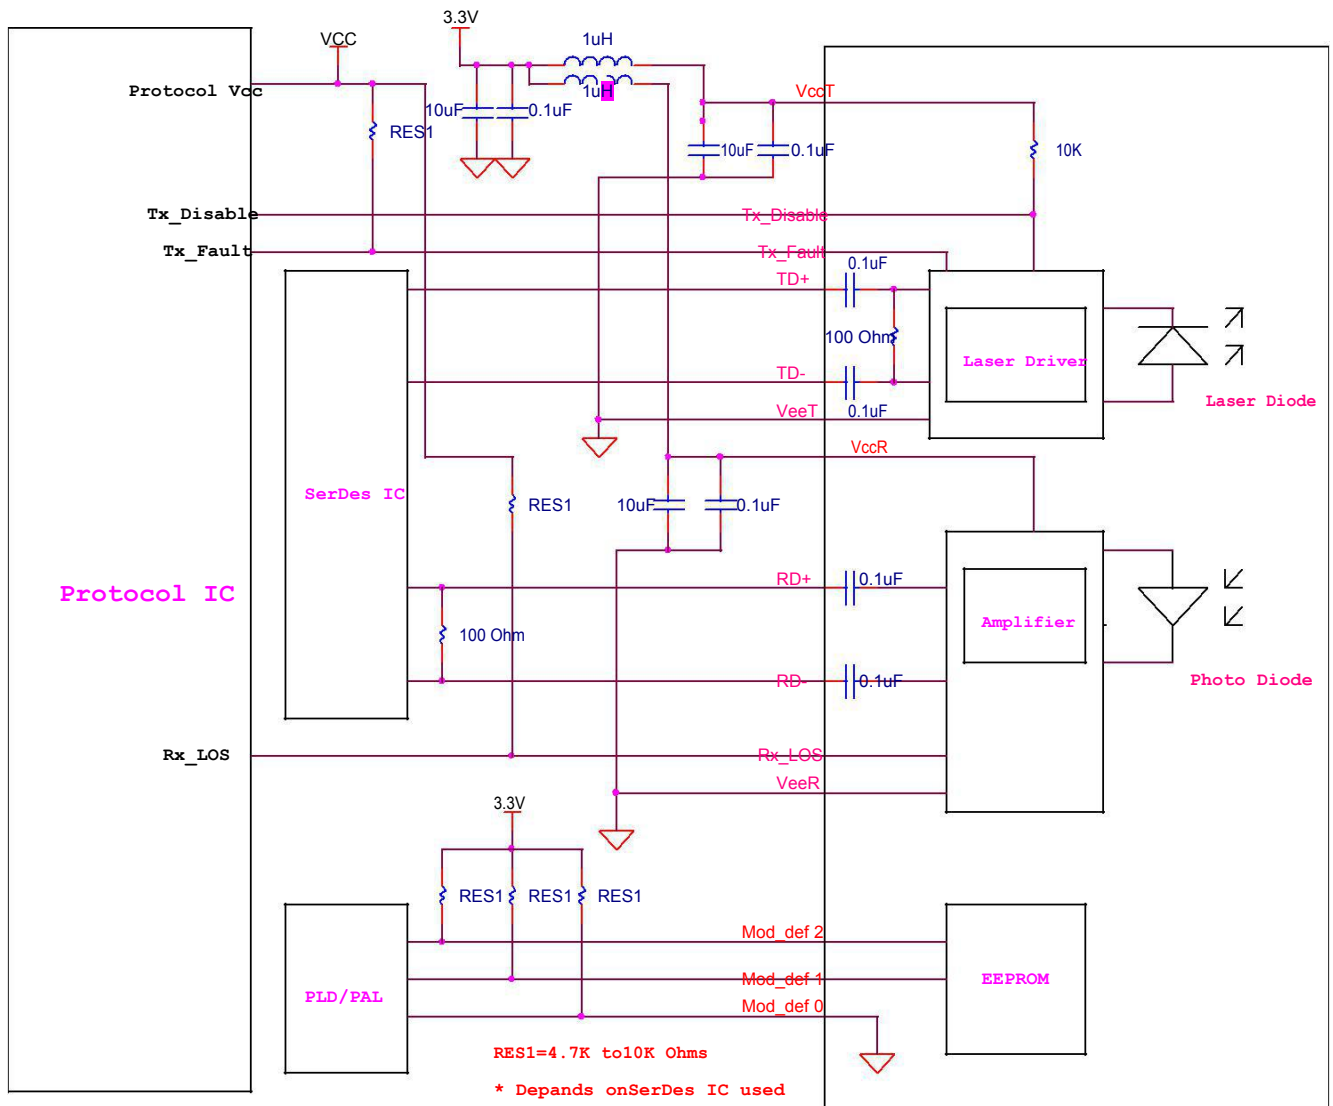 3.3V
1uH
VCC
1uH
Protocol Vcc
VccT
10uF
0.1uF
RES1
10uF
0.1uF
10K
Tx_Disable
Tx_Disable
Tx_Fault
Tx_Fault
0.1uF
TD+
100 Ohm
Laser Driver
TD-
Laser Diode
VeeT
0.1uF
VccR
SerDes IC
RES1
10uF
0.1uF
Protocol IC
RD+
0.1uF
100 Ohm
Amplifier
RD-
0.1uF
Photo Diode
Rx_LOS
Rx_LOS
VeeR
3.3V
RES1
RES1
RES1
Mod_def 2
PLD/PAL
Mod_def 1
EEPROM
Mod_def 0
RES1=4.7K to10K Ohms
* Depands onSerDes IC used